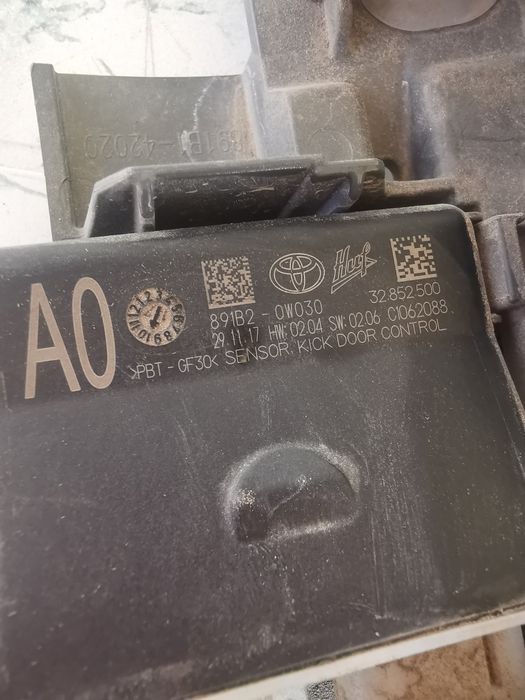 891B1-42020
A0
Huf
891B2-0W030
32.852.500
29.11.17 HW:02.04 SW:02.06 C1062088
>PBT-GF30< SENSOR, KICK DOOR CONTROL